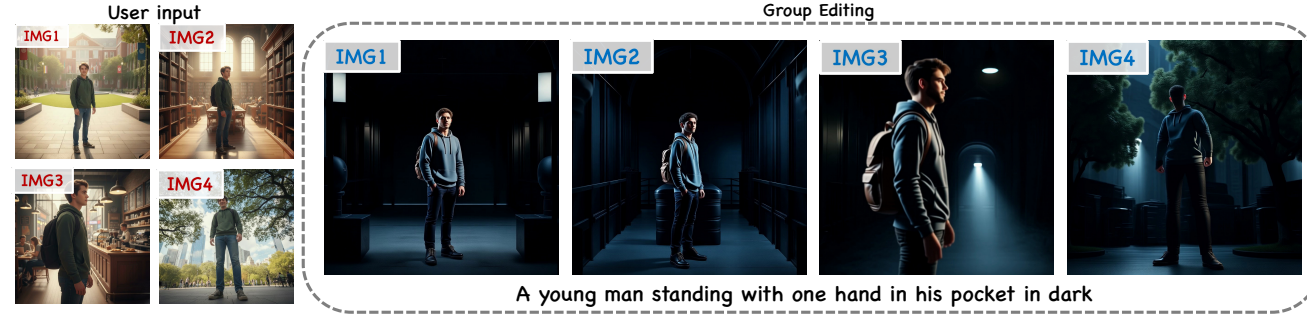 User input
Group Editing
IMG1
IMG2
IMG3
IMG4
IMG1
IMG2
IMG3
IMG4
A young man standing with one hand in his pocket in dark